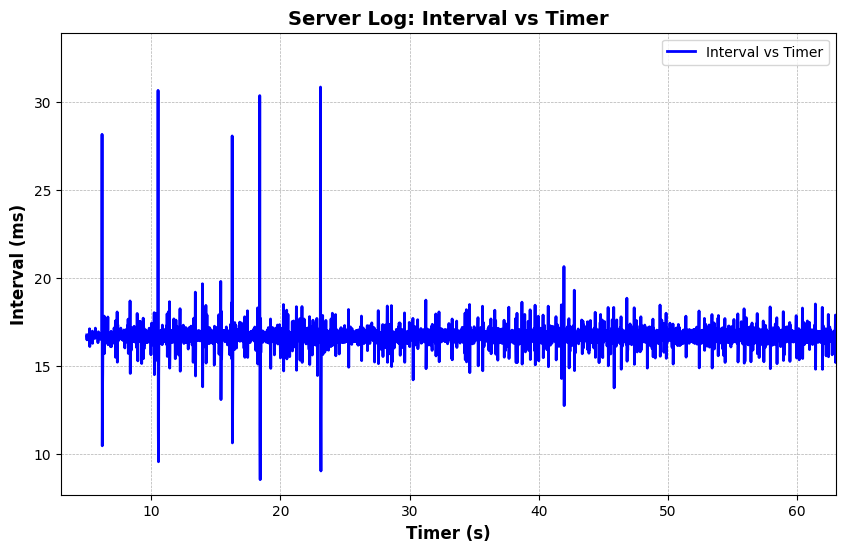 Server Log: Interval vs Timer
Interval vs Timer
30
25
20
15
10
Interval (ms)
10 20 30 40 50 60
Timer (s)